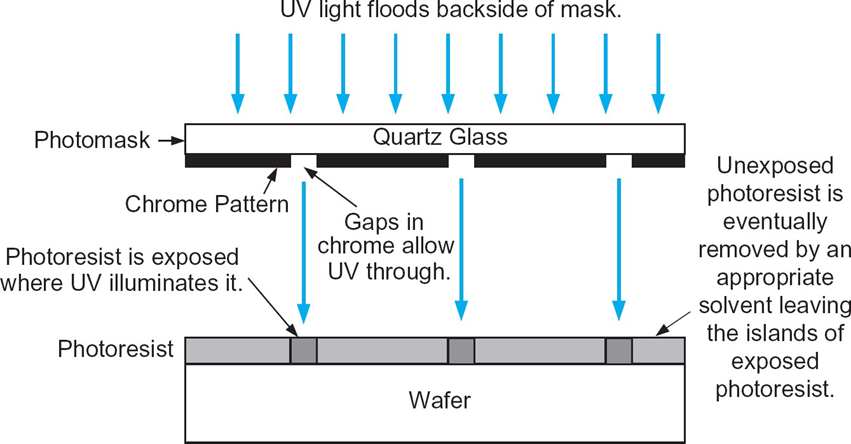 UV light floods backside of mask.
Photomask
Quartz Glass
Chrome Pattern
Gaps in
chrome allow
UV through.
Photoresist is exposed
where UV illuminates it.
Unexposed
photoresist is
eventually
removed by an
appropriate
solvent leaving
the islands of
exposed
photoresist.
Photoresist
Wafer